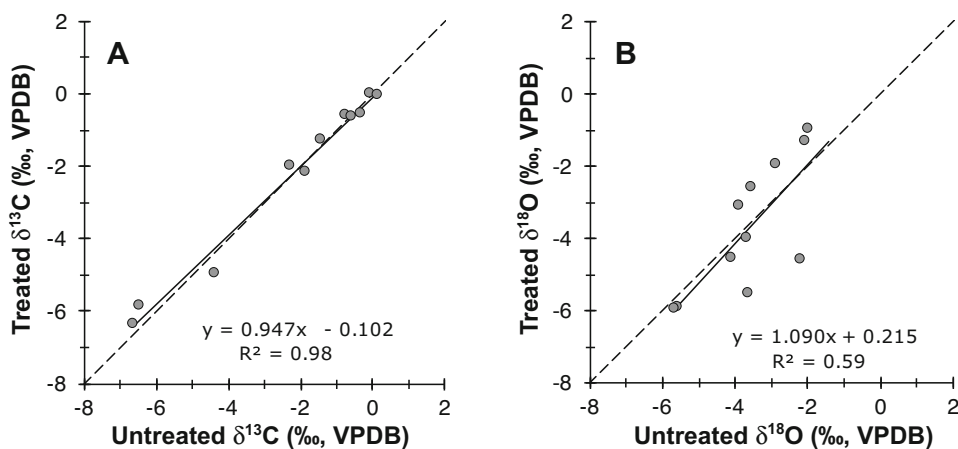 A
Treated δ¹³C (‰, VPDB)
2
0
-2
-4
-6
-8
y = 0.947x - 0.102
R² = 0.98
-8 -6 -4 -2 0 2
Untreated δ¹³C (‰, VPDB)
B
Treated δ¹⁸O (‰, VPDB)
2
0
-2
-4
-6
-8
y = 1.090x + 0.215
R² = 0.59
-8 -6 -4 -2 0 2
Untreated δ¹⁸O (‰, VPDB)